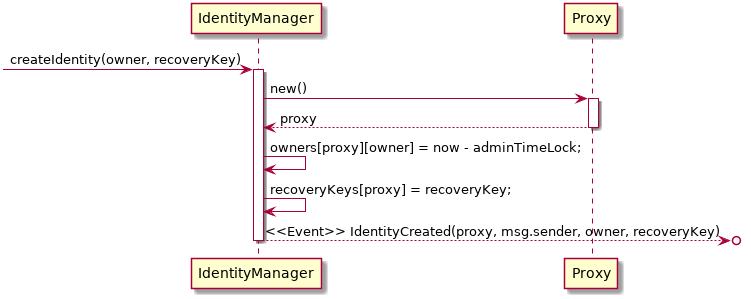 IdentityManager
Proxy
createIdentity(owner, recoveryKey)
new()
proxy
owners[proxy][owner] = now - adminTimeLock;
recoveryKeys[proxy] = recoveryKey;
<<Event>> IdentityCreated(proxy, msg.sender, owner, recoveryKey)
IdentityManager
Proxy